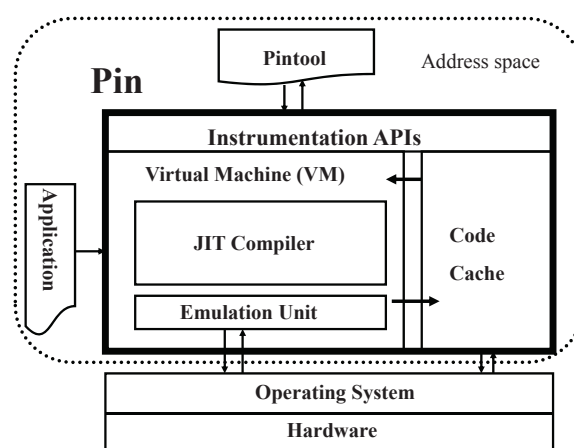 Pintool
Address space
Pin
Instrumentation APIs
Virtual Machine (VM)
Application
JIT Compiler
Code
Cache
Emulation Unit
Operating System
Hardware